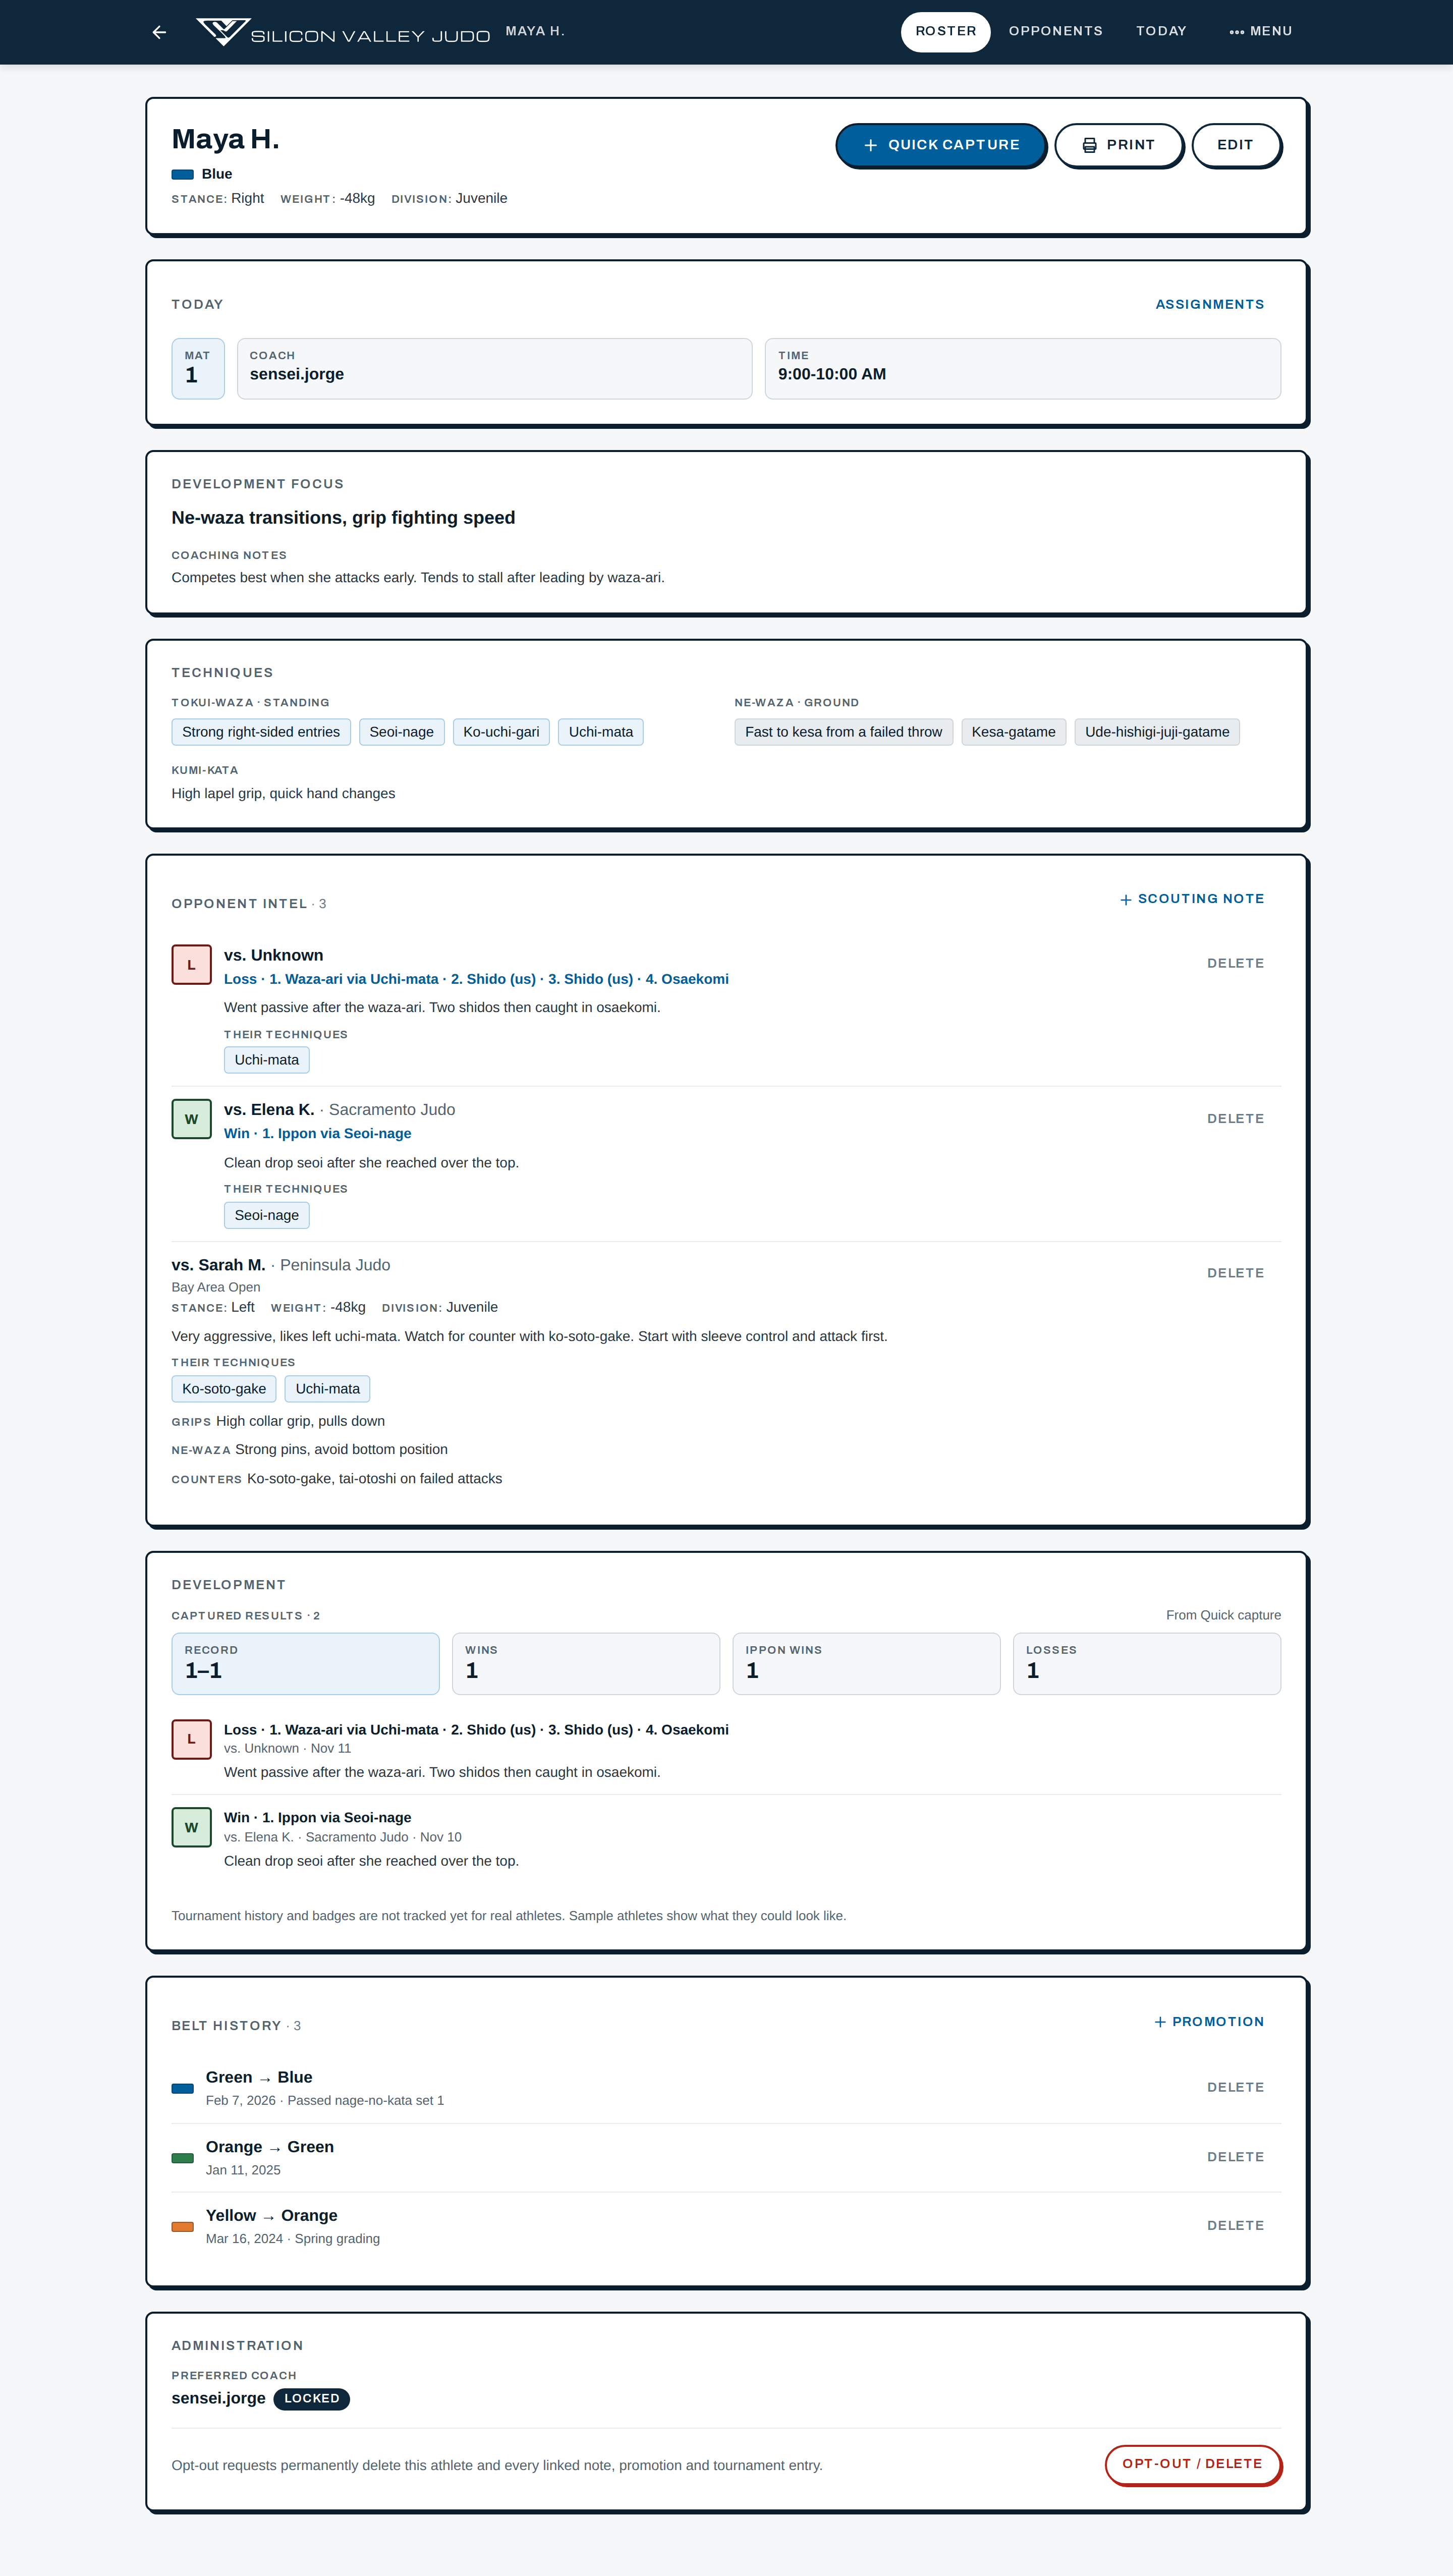 SILICON VALLEY JUDO MAYA H. ROSTER OPPONENTS TODAY ••• MENU
Maya H.
+ QUICK CAPTURE PRINT EDIT
Blue
STANCE: Right WEIGHT: -48kg DIVISION: Juvenile
TODAY ASSIGNMENTS
MAT COACH TIME
1 sensei.jorge 9:00-10:00 AM
DEVELOPMENT FOCUS
Ne-waza transitions, grip fighting speed
COACHING NOTES
Competes best when she attacks early. Tends to stall after leading by waza-ari.
TECHNIQUES
TOKUI-WAZA · STANDING
Strong right-sided entries Seoi-nage Ko-uchi-gari Uchi-mata
NE-WAZA · GROUND
Fast to kesa from a failed throw Kesa-gatame Ude-hishigi-juji-gatame
KUMI-KATA
High lapel grip, quick hand changes
OPPONENT INTEL · 3 + SCOUTING NOTE
L vs. Unknown DELETE
Loss · 1. Waza-ari via Uchi-mata · 2. Shido (us) · 3. Shido (us) · 4. Osaekomi
Went passive after the waza-ari. Two shidos then caught in osaekomi.
THEIR TECHNIQUES
Uchi-mata
W vs. Elena K. · Sacramento Judo DELETE
Win · 1. Ippon via Seoi-nage
Clean drop seoi after she reached over the top.
THEIR TECHNIQUES
Seoi-nage
vs. Sarah M. · Peninsula Judo DELETE
Bay Area Open
STANCE: Left WEIGHT: -48kg DIVISION: Juvenile
Very aggressive, likes left uchi-mata. Watch for counter with ko-soto-gake. Start with sleeve control and attack first.
THEIR TECHNIQUES
Ko-soto-gake Uchi-mata
GRIPS High collar grip, pulls down
NE-WAZA Strong pins, avoid bottom position
COUNTERS Ko-soto-gake, tai-otoshi on failed attacks
DEVELOPMENT
CAPTURED RESULTS · 2 From Quick capture
RECORD WINS IPPON WINS LOSSES
1–1 1 1 1
L Loss · 1. Waza-ari via Uchi-mata · 2. Shido (us) · 3. Shido (us) · 4. Osaekomi
vs. Unknown · Nov 11
Went passive after the waza-ari. Two shidos then caught in osaekomi.
W Win · 1. Ippon via Seoi-nage
vs. Elena K. · Sacramento Judo · Nov 10
Clean drop seoi after she reached over the top.
Tournament history and badges are not tracked yet for real athletes. Sample athletes show what they could look like.
BELT HISTORY · 3 + PROMOTION
Green → Blue DELETE
Feb 7, 2026 · Passed nage-no-kata set 1
Orange → Green DELETE
Jan 11, 2025
Yellow → Orange DELETE
Mar 16, 2024 · Spring grading
ADMINISTRATION
PREFERRED COACH
sensei.jorge LOCKED
Opt-out requests permanently delete this athlete and every linked note, promotion and tournament entry. OPT-OUT / DELETE